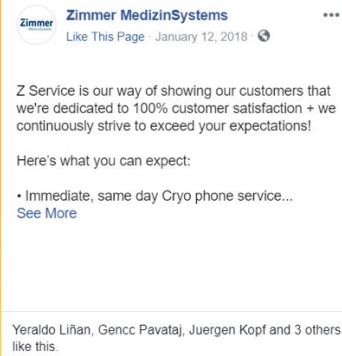 Zimmer
MedizinSystems
Zimmer MedizinSystems
Like This Page · January 12, 2018 ·
Z Service is our way of showing our customers that
we're dedicated to 100% customer satisfaction + we
continuously strive to exceed your expectations!
Here's what you can expect:
• Immediate, same day Cryo phone service...
See More
Yeraldo Liñan, Gencc Pavataj, Juergen Kopf and 3 others
like this.